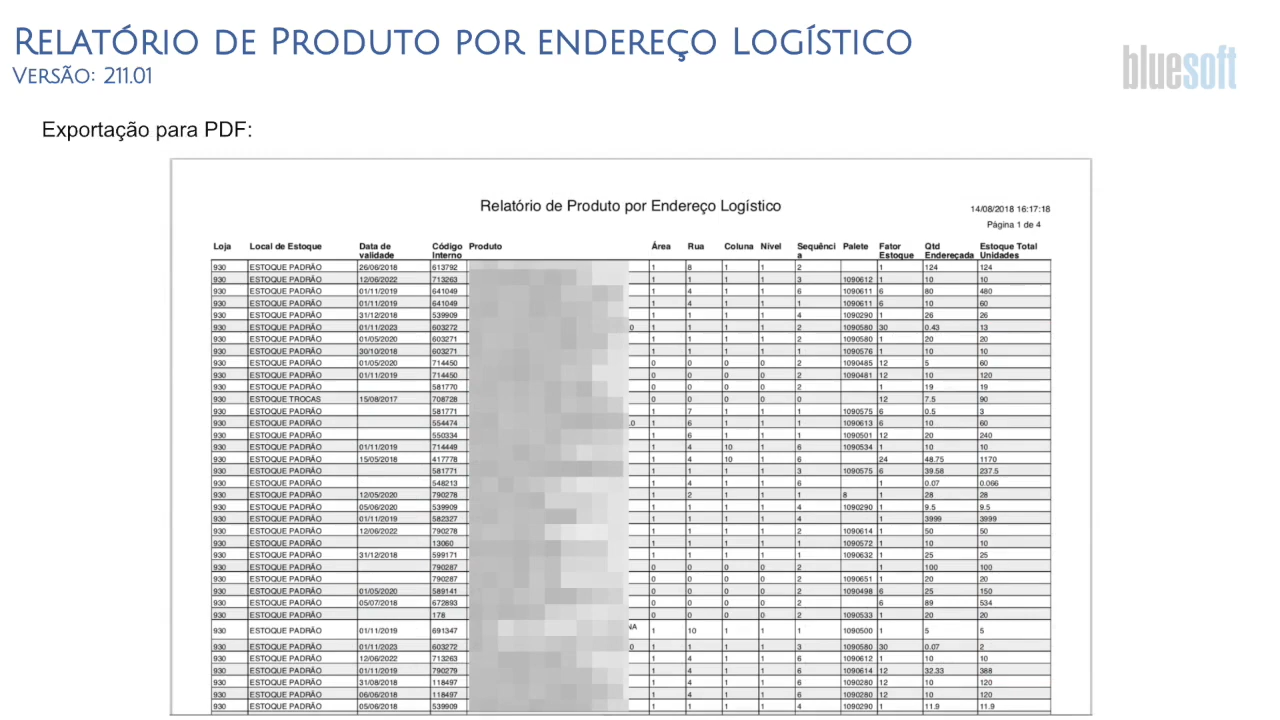 Relatório de Produto por endereço Logístico
Versão: 211.01
bluesoft
Exportação para PDF:
Relatório de Produto por Endereço Logístico
14/08/2018 16:17:18
Página 1 de 4
Loja Local de Estoque Data de validade Código Interno Produto Área Rua Coluna Nível Sequência Palete Fator Estoque Qtd Endereçada Estoque Total Unidades
930 ESTOQUE PADRÃO 26/06/2018 613792 1 8 1 1 2 1 124 124
930 ESTOQUE PADRÃO 12/06/2022 713263 1 1 1 1 3 1090612 1 10 10
930 ESTOQUE PADRÃO 01/11/2019 641049 1 4 1 1 6 1090611 6 80 480
930 ESTOQUE PADRÃO 01/11/2019 641049 1 4 1 1 1 1090611 6 10 60
930 ESTOQUE PADRÃO 31/12/2018 539909 1 1 1 1 4 1090290 1 26 26
930 ESTOQUE PADRÃO 01/11/2023 603272 0 1 1 1 1 2 1090580 30 0.43 13
930 ESTOQUE PADRÃO 01/05/2020 603271 1 1 1 1 2 1090580 1 20 20
930 ESTOQUE PADRÃO 30/10/2018 603271 1 1 1 1 1 1090576 1 10 10
930 ESTOQUE PADRÃO 01/05/2020 714450 0 0 0 0 2 1090485 12 5 60
930 ESTOQUE PADRÃO 01/11/2019 714450 0 0 0 0 2 1090481 12 10 120
930 ESTOQUE PADRÃO 581770 0 0 0 0 2 1 19 19
930 ESTOQUE TROCAS 15/08/2017 708728 0 0 0 0 0 12 7.5 90
930 ESTOQUE PADRÃO 581771 1 7 1 1 1 1090575 6 0.5 3
930 ESTOQUE PADRÃO 554474 .0 1 6 1 1 1 1090613 6 10 60
930 ESTOQUE PADRÃO 550334 1 6 1 1 1 1090501 12 20 240
930 ESTOQUE PADRÃO 01/11/2019 714449 1 4 10 1 6 1090534 1 10 10
930 ESTOQUE PADRÃO 15/05/2018 417778 1 4 10 1 6 24 48.75 1170
930 ESTOQUE PADRÃO 581771 1 1 1 1 3 1090575 6 39.58 237.5
930 ESTOQUE PADRÃO 548213 1 4 1 1 6 1 0.07 0.066
930 ESTOQUE PADRÃO 12/05/2020 790278 1 2 1 1 1 8 1 28 28
930 ESTOQUE PADRÃO 05/06/2020 539909 1 1 1 1 4 1090290 1 9.5 9.5
930 ESTOQUE PADRÃO 01/11/2019 582327 1 1 1 1 4 1 3999 3999
930 ESTOQUE PADRÃO 12/06/2022 790278 1 1 1 1 2 1090614 1 50 50
930 ESTOQUE PADRÃO 13060 1 1 1 1 1 1090572 1 10 10
930 ESTOQUE PADRÃO 31/12/2018 599171 1 1 1 1 1 1090632 1 25 25
930 ESTOQUE PADRÃO 790287 0 0 0 0 2 1 100 100
930 ESTOQUE PADRÃO 790287 0 0 0 0 2 1090651 1 20 20
930 ESTOQUE PADRÃO 01/05/2020 589141 0 0 0 0 2 1090498 6 25 150
930 ESTOQUE PADRÃO 05/07/2018 672893 0 0 0 0 2 6 89 534
930 ESTOQUE PADRÃO 178 0 0 0 0 2 1090533 1 20 20
930 ESTOQUE PADRÃO 01/11/2019 691347 NA 1 10 1 1 1 1090500 1 5 5
930 ESTOQUE PADRÃO 01/11/2023 603272 0 1 1 1 1 3 1090580 30 0.07 2
930 ESTOQUE PADRÃO 12/06/2022 713263 1 4 1 1 6 1090612 1 10 10
930 ESTOQUE PADRÃO 01/11/2019 790279 1 4 1 1 6 1090614 12 32.33 388
930 ESTOQUE PADRÃO 31/08/2018 118497 1 4 1 1 6 1090280 12 10 120
930 ESTOQUE PADRÃO 06/06/2018 118497 1 4 1 1 6 1090280 12 10 120
930 ESTOQUE PADRÃO 05/06/2018 539909 1 1 1 1 4 1090290 1 11.9 11.9